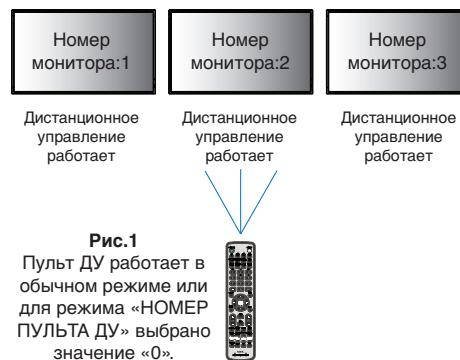 Номер
монитора:1
Номер
монитора:2
Номер
монитора:3
Дистанционное
управление
работает
Дистанционное
управление
работает
Дистанционное
управление
работает
Рис.1
Пульт ДУ работает в
обычном режиме или
для режима «НОМЕР
ПУЛЬТА ДУ» выбрано
значение «0».